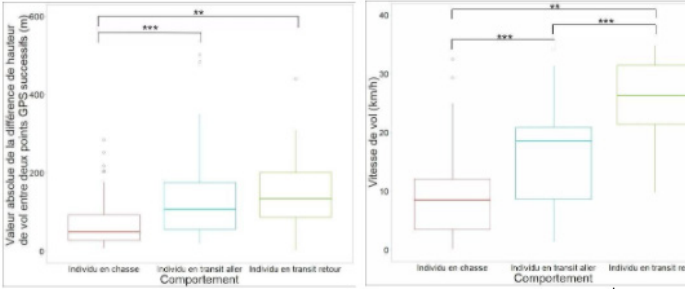 Valeur absolue de la différence de hauteur
de vol entre deux points GPS successifs (m)
600
400
200
0
***
**
Individu en chasse Individu en transit aller Individu en transit retour
Comportement
Vitesse de vol (km/h)
40
30
20
10
0
**
***
***
Individu en chasse Individu en transit aller Individu en transit re
Comportement